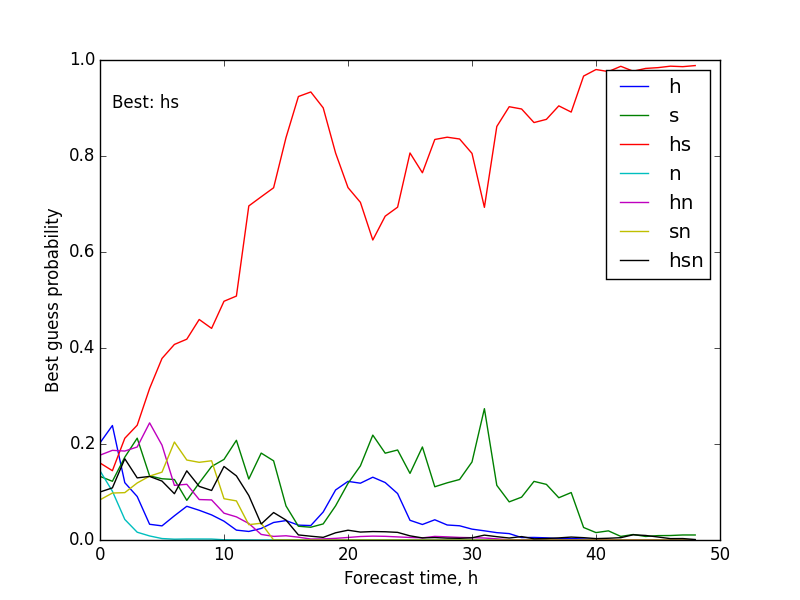 1.0
0.8
0.6
0.4
0.2
0.0
Best guess probability
Best: hs
h
s
hs
n
hn
sn
hsn
0 10 20 30 40 50
Forecast time, h